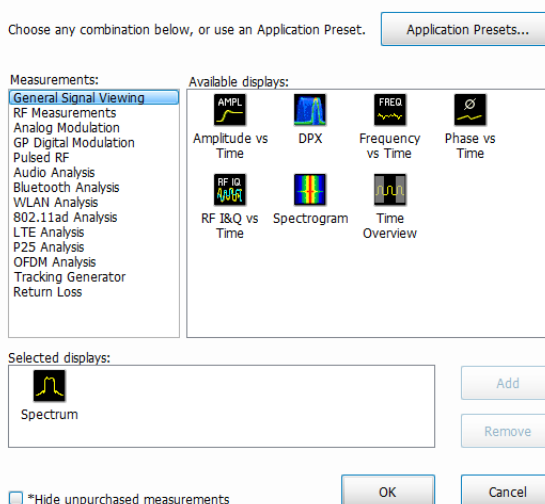 Choose any combination below, or use an Application Preset.
Application Presets...
Measurements:
General Signal Viewing
RF Measurements
Analog Modulation
GP Digital Modulation
Pulsed RF
Audio Analysis
Bluetooth Analysis
WLAN Analysis
802.11ad Analysis
LTE Analysis
P25 Analysis
OFDM Analysis
Tracking Generator
Return Loss
Available displays:
AMPL
Amplitude vs
Time
DPX
FREQ
Frequency
vs Time
Phase vs
Time
RF IQ
RF I&Q vs
Time
Spectrogram
Time
Overview
Selected displays:
Spectrum
Add
Remove
*Hide unpurchased measurements
OK
Cancel